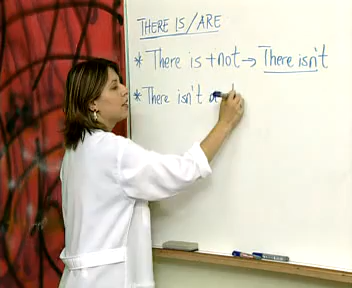 THERE IS/ARE
* There is + not → There isn't
* There isn't a